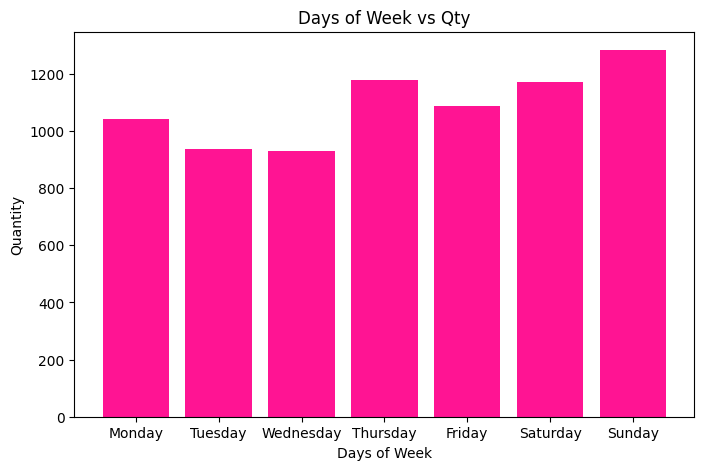 Days of Week vs Qty
Quantity
1200
1000
800
600
400
200
0
Monday Tuesday Wednesday Thursday Friday Saturday Sunday
Days of Week